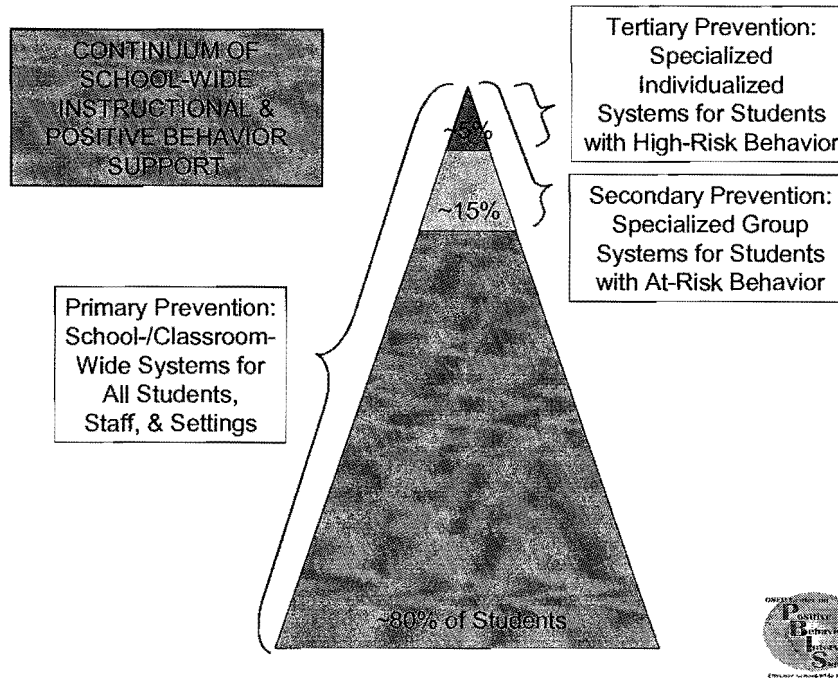 CONTINUUM OF
SCHOOL-WIDE
INSTRUCTIONAL &
POSITIVE BEHAVIOR
SUPPORT
Tertiary Prevention:
Specialized
Individualized
Systems for Students
with High-Risk Behavior
~5%
~15%
Secondary Prevention:
Specialized Group
Systems for Students
with At-Risk Behavior
Primary Prevention:
School-/Classroom-
Wide Systems for
All Students,
Staff, & Settings
~80% of Students
Positive